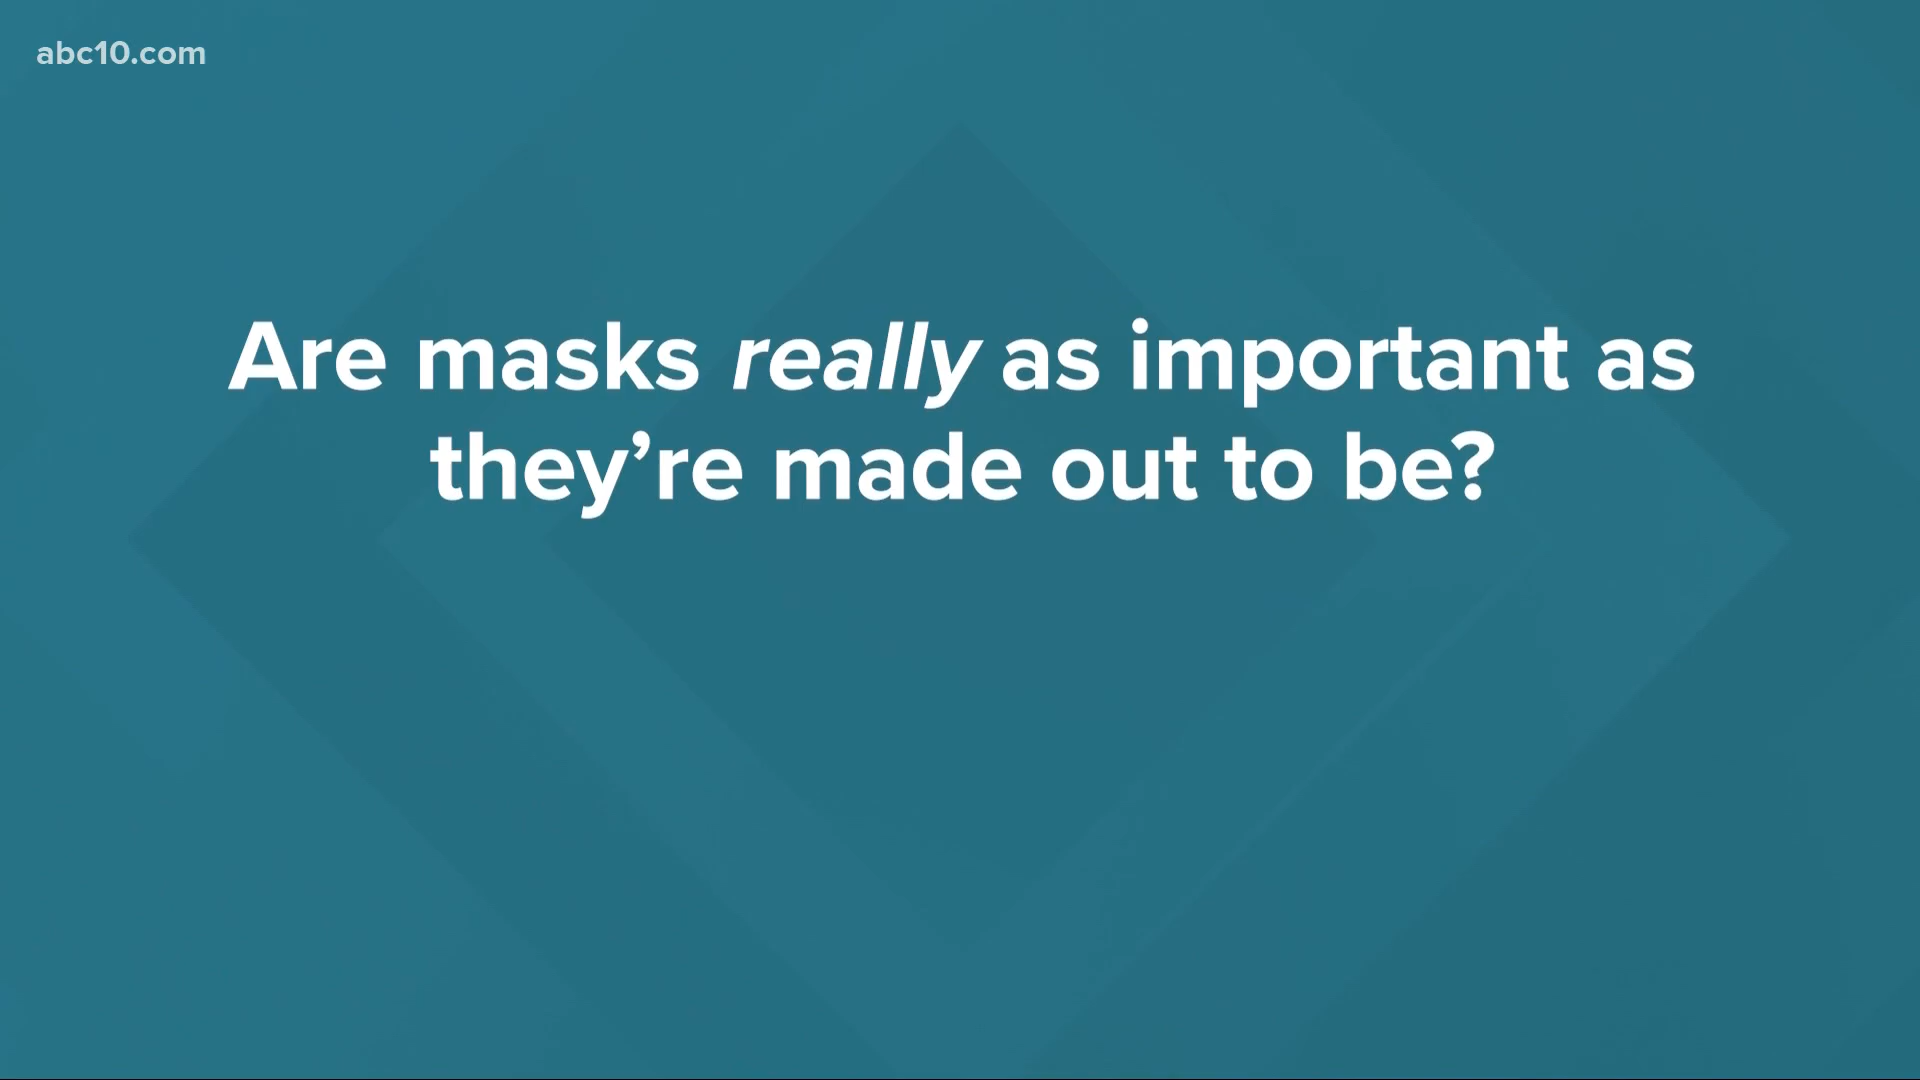 abc10.com
Are masks really as important as
they’re made out to be?